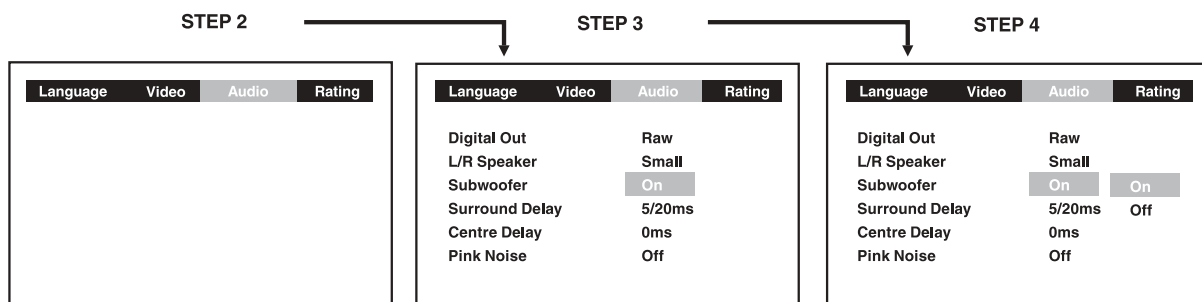 STEP 2
STEP 3
STEP 4
Language Video Audio Rating
Language Video Audio Rating
Digital Out Raw
L/R Speaker Small
Subwoofer On
Surround Delay 5/20ms
Centre Delay 0ms
Pink Noise Off
Language Video Audio Rating
Digital Out Raw
L/R Speaker Small
Subwoofer On On
Surround Delay 5/20ms Off
Centre Delay 0ms
Pink Noise Off